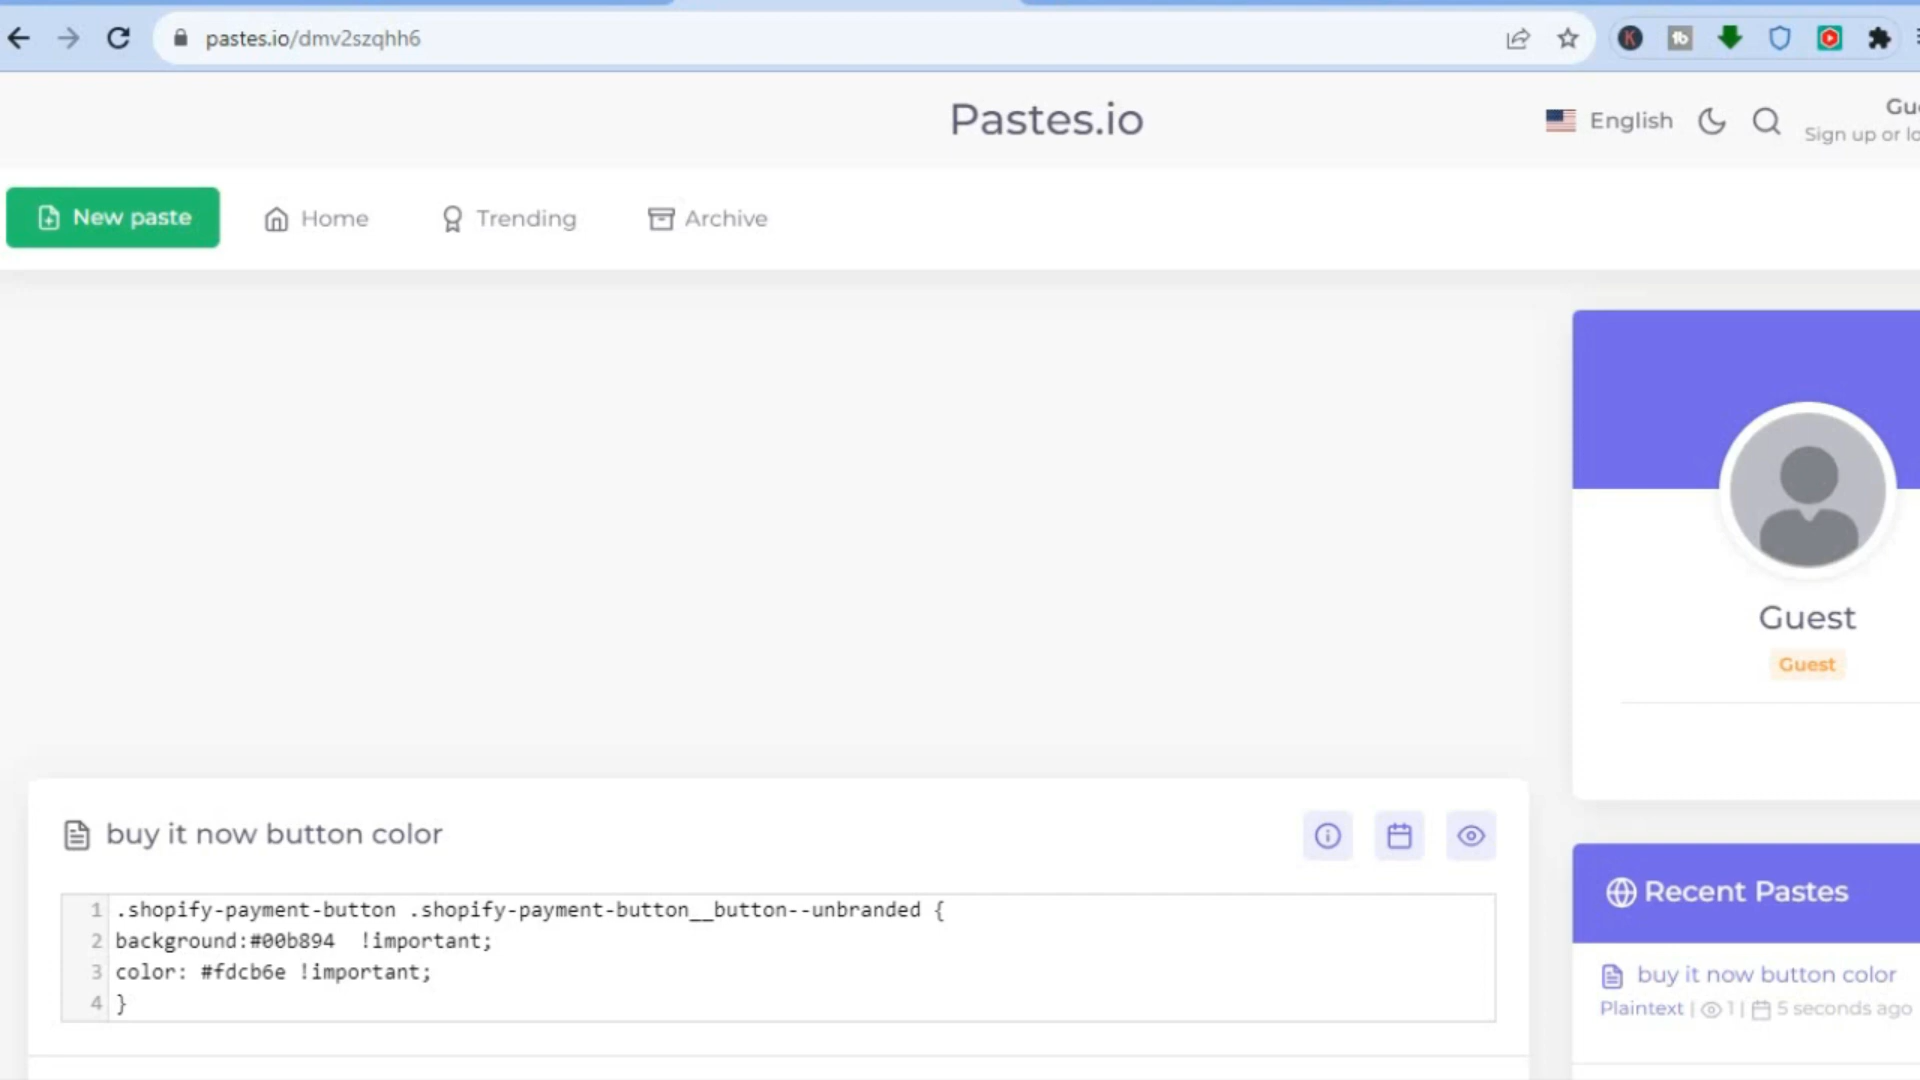 pastes.io/dmv2szqhh6
Pastes.io
English
Sign up or
New paste
Home
Trending
Archive
Guest
Guest
buy it now button color
1 .shopify-payment-button .shopify-payment-button__button--unbranded {
2 background:#00b894  !important;
3 color: #fdcb6e !important;
4 }
Recent Pastes
buy it now button color
Plaintext | 1 | 5 seconds ago